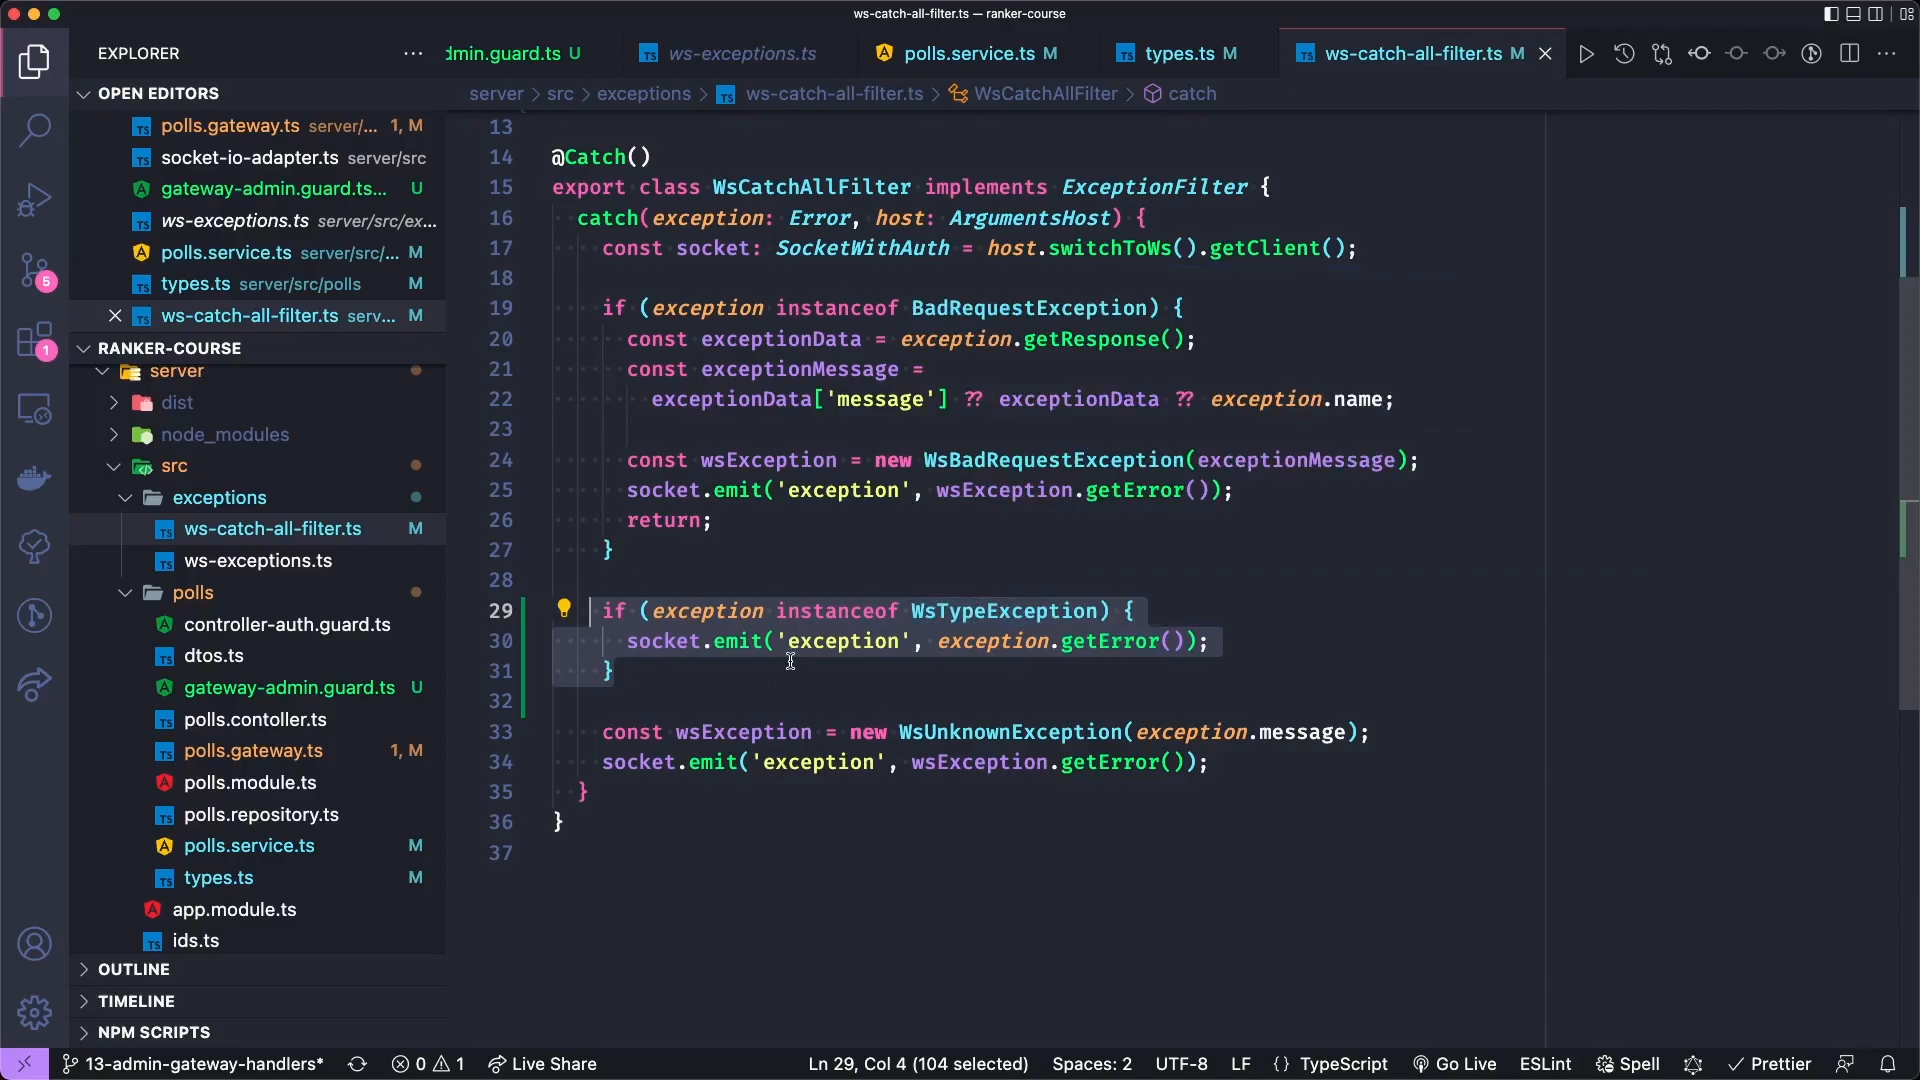 ws-catch-all-filter.ts — ranker-course
EXPLORER
dmin.guard.ts U
ws-exceptions.ts
polls.service.ts M
types.ts M
ws-catch-all-filter.ts M
OPEN EDITORS
polls.gateway.ts server/... 1, M
socket-io-adapter.ts server/src
gateway-admin.guard.ts... U
ws-exceptions.ts server/src/ex...
polls.service.ts server/src/... M
types.ts server/src/polls M
ws-catch-all-filter.ts serv... M
RANKER-COURSE
server
dist
node_modules
src
exceptions
ws-catch-all-filter.ts M
ws-exceptions.ts
polls
controller-auth.guard.ts
dtos.ts
gateway-admin.guard.ts U
polls.contoller.ts
polls.gateway.ts 1, M
polls.module.ts
polls.repository.ts
polls.service.ts M
types.ts M
app.module.ts
ids.ts
OUTLINE
TIMELINE
NPM SCRIPTS
5
1
server > src > exceptions > ws-catch-all-filter.ts > WsCatchAllFilter > catch
13
14 @Catch()
15 export class WsCatchAllFilter implements ExceptionFilter {
16 catch(exception: Error, host: ArgumentsHost) {
17 const socket: SocketWithAuth = host.switchToWs().getClient();
18
19 if (exception instanceof BadRequestException) {
20 const exceptionData = exception.getResponse();
21 const exceptionMessage =
22 exceptionData['message'] ?? exceptionData ?? exception.name;
23
24 const wsException = new WsBadRequestException(exceptionMessage);
25 socket.emit('exception', wsException.getError());
26 return;
27 }
28
29 if (exception instanceof WsTypeException) {
30 socket.emit('exception', exception.getError());
31 }
32
33 const wsException = new WsUnknownException(exception.message);
34 socket.emit('exception', wsException.getError());
35 }
36 }
37
13-admin-gateway-handlers* 0 1 Live Share Ln 29, Col 4 (104 selected) Spaces: 2 UTF-8 LF {} TypeScript Go Live ESLint Spell Prettier